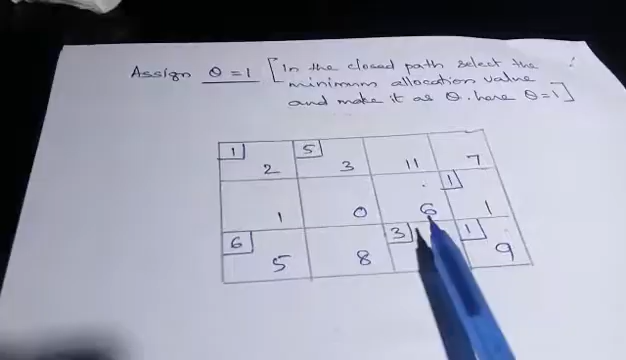 Assign θ = 1 [In the closed path select the
minimum allocation value
and make it as θ. here θ = 1]
1 2 5 3 11 7
1 0 6 1 1
6 5 8 3 1 9